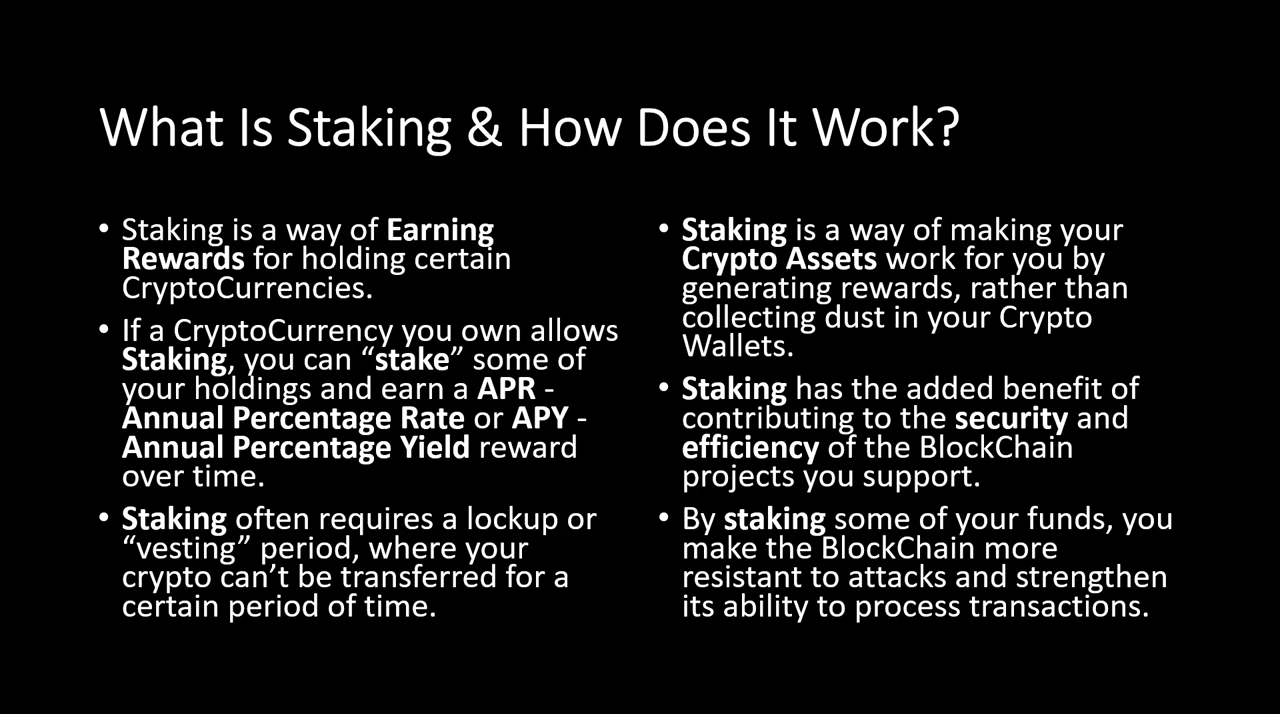 What Is Staking & How Does It Work?
• Staking is a way of Earning
Rewards for holding certain
CryptoCurrencies.
• If a CryptoCurrency you own allows
Staking, you can “stake” some of
your holdings and earn a APR -
Annual Percentage Rate or APY -
Annual Percentage Yield reward
over time.
• Staking often requires a lockup or
“vesting” period, where your
crypto can’t be transferred for a
certain period of time.
• Staking is a way of making your
Crypto Assets work for you by
generating rewards, rather than
collecting dust in your Crypto
Wallets.
• Staking has the added benefit of
contributing to the security and
efficiency of the BlockChain
projects you support.
• By staking some of your funds, you
make the BlockChain more
resistant to attacks and strengthen
its ability to process transactions.